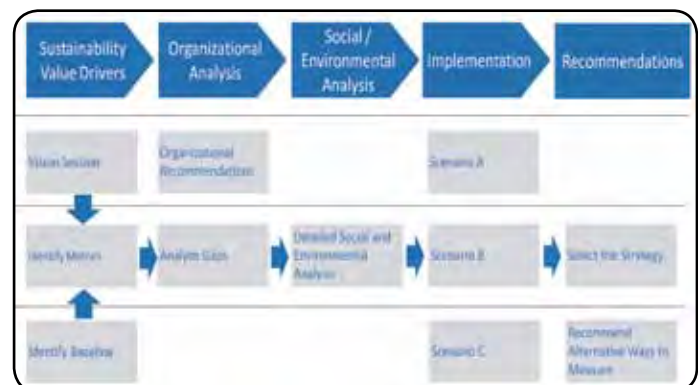 Sustainability
Value Drivers
Organizational
Analysis
Social /
Environmental
Analysis
Implementation
Recommendations
Vision Session
Organizational
Recommendations
Scenario A
Identify Metrics
Analyze Gaps
Detailed Social and
Environmental
Analysis
Scenario B
Select the Strategy
Identify Baseline
Scenario C
Recommend
Alternative Ways to
Measure